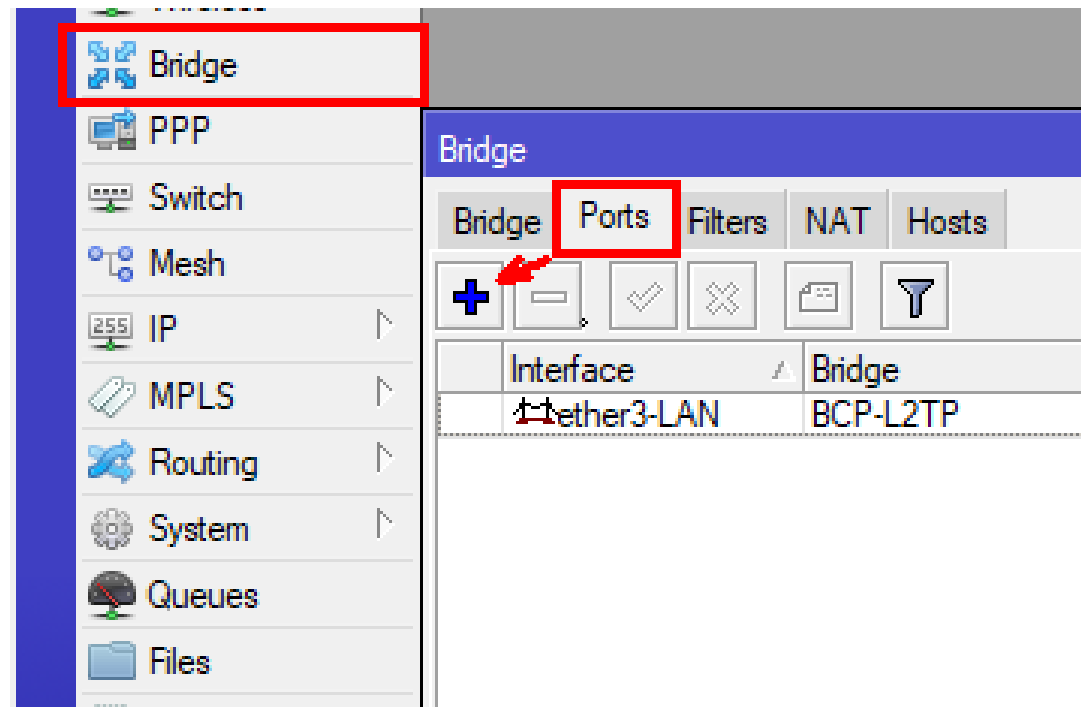 Bridge
PPP
Switch
Mesh
255 IP
MPLS
Routing
System
Queues
Files
Bridge
Bridge Ports Filters NAT Hosts
Interface Bridge
ether3-LAN BCP-L2TP